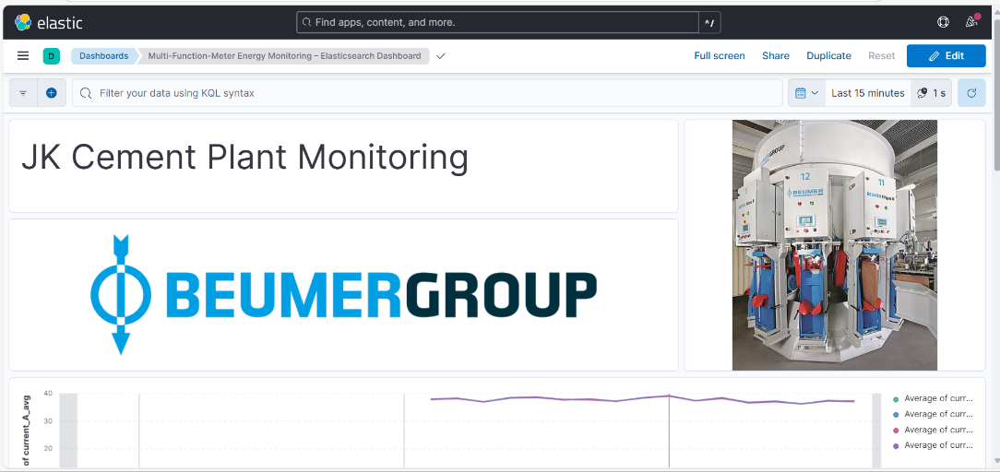 elastic
Find apps, content, and more.
^/
D
Dashboards
Multi-Function-Meter Energy Monitoring – Elasticsearch Dashboard
Full screen
Share
Duplicate
Reset
Edit
Filter your data using KQL syntax
Last 15 minutes
1 s
JK Cement Plant Monitoring
BEUMERGROUP
BEUMERGROUP
12
11
BEUMER
of current_A_avg
40
30
20
Average of curr...
Average of curr...
Average of curr...
Average of curr...